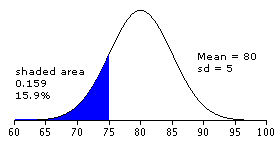 Mean = 80
sd = 5
shaded area
0.159
15.9%
60 65 70 75 80 85 90 95 100